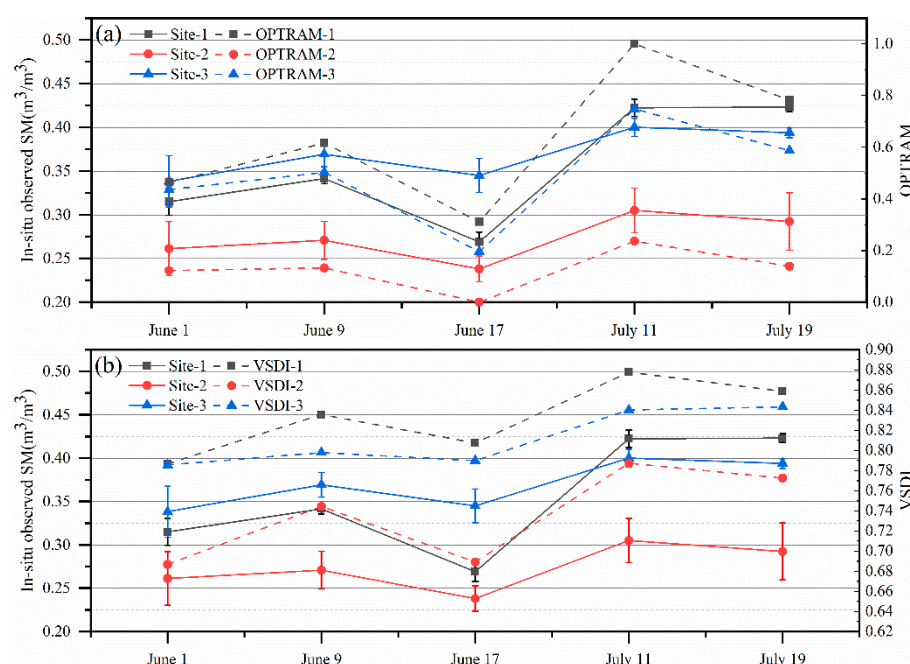 (a)
Site-1 OPTRAM-1
Site-2 OPTRAM-2
Site-3 OPTRAM-3
In-situ observed SM(m³/m³)
0.50
0.45
0.40
0.35
0.30
0.25
0.20
1.0
0.8
0.6
0.4
0.2
0.0
OPTRAM
June 1 June 9 June 17 July 11 July 19
(b)
Site-1 VSDI-1
Site-2 VSDI-2
Site-3 VSDI-3
In-situ observed SM(m³/m³)
0.50
0.45
0.40
0.35
0.30
0.25
0.20
0.90
0.88
0.86
0.84
0.82
0.80
0.78
0.76
0.74
0.72
0.70
0.68
0.66
0.64
0.62
VSDI
June 1 June 9 June 17 July 11 July 19